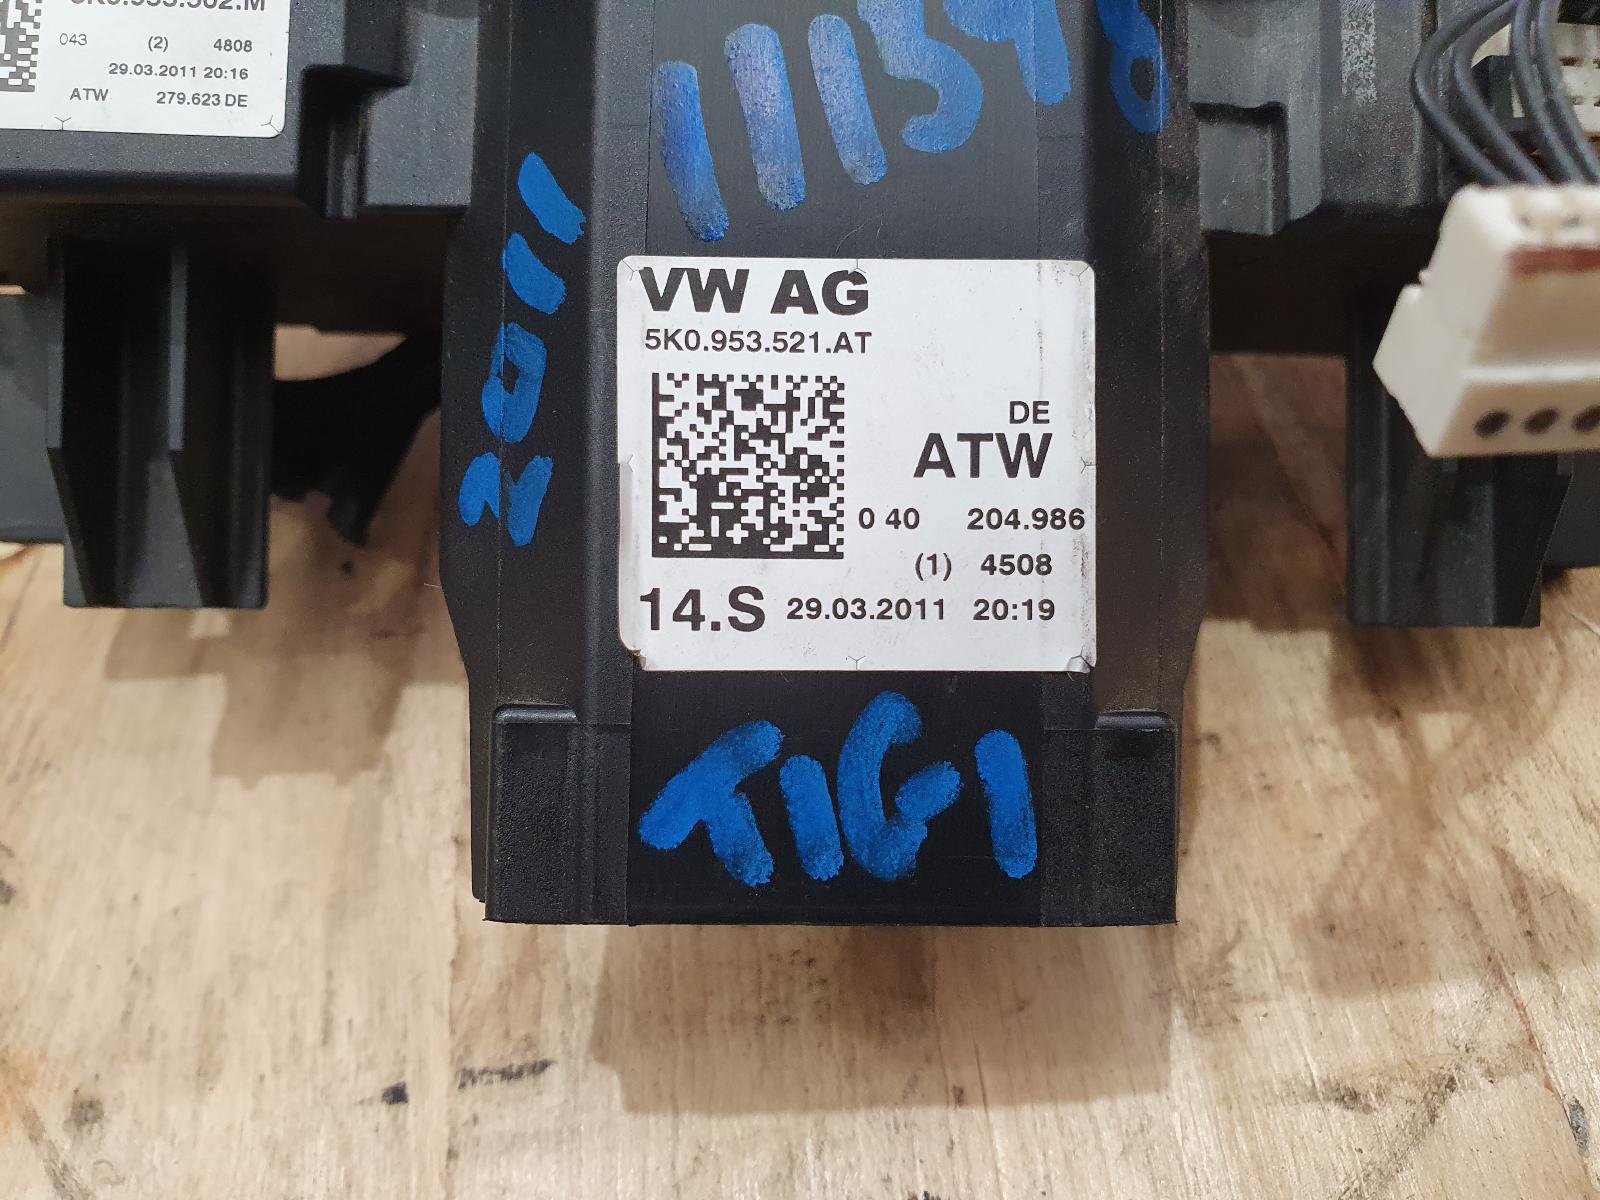 5K0.953.502.M
043 (2) 4808
29.03.2011 20:16
ATW 279.623 DE
2011
VW AG
5K0.953.521.AT
DE
ATW
0 40 204.986
(1) 4508
14.S 29.03.2011 20:19
TIGI